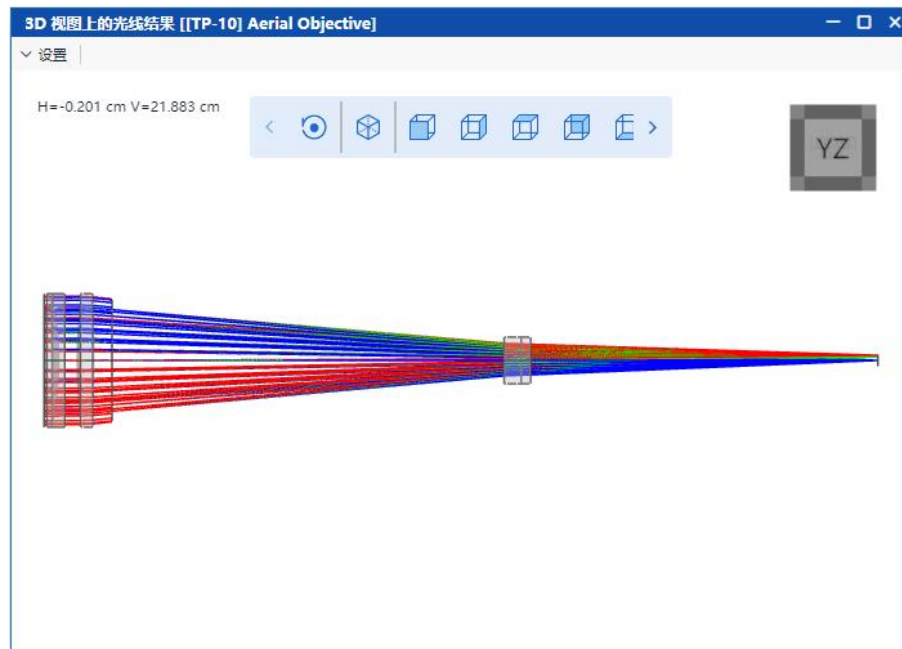 3D 视图上的光线结果 [[TP-10] Aerial Objective]
设置
H=-0.201 cm V=21.883 cm
YZ